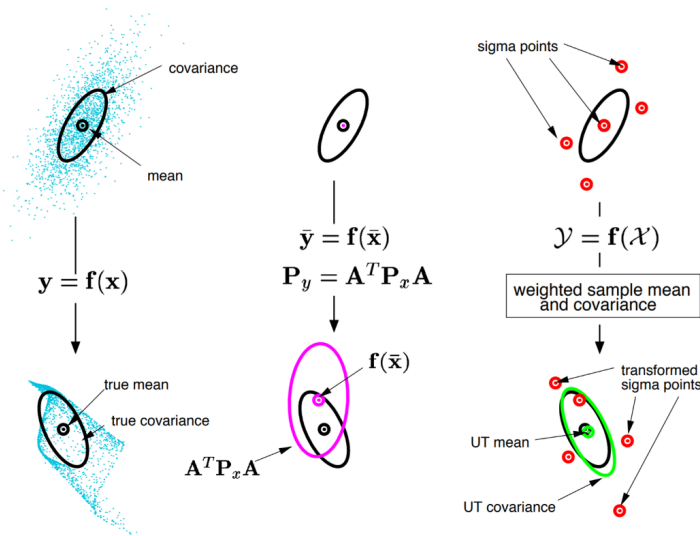 covariance
mean
y = f(x)
true mean
true covariance
ȳ = f(x̄)
P_y = A^T P_x A
f(x̄)
A^T P_x A
sigma points
𝒴 = f(𝒳)
weighted sample mean
and covariance
transformed
sigma points
UT mean
UT covariance